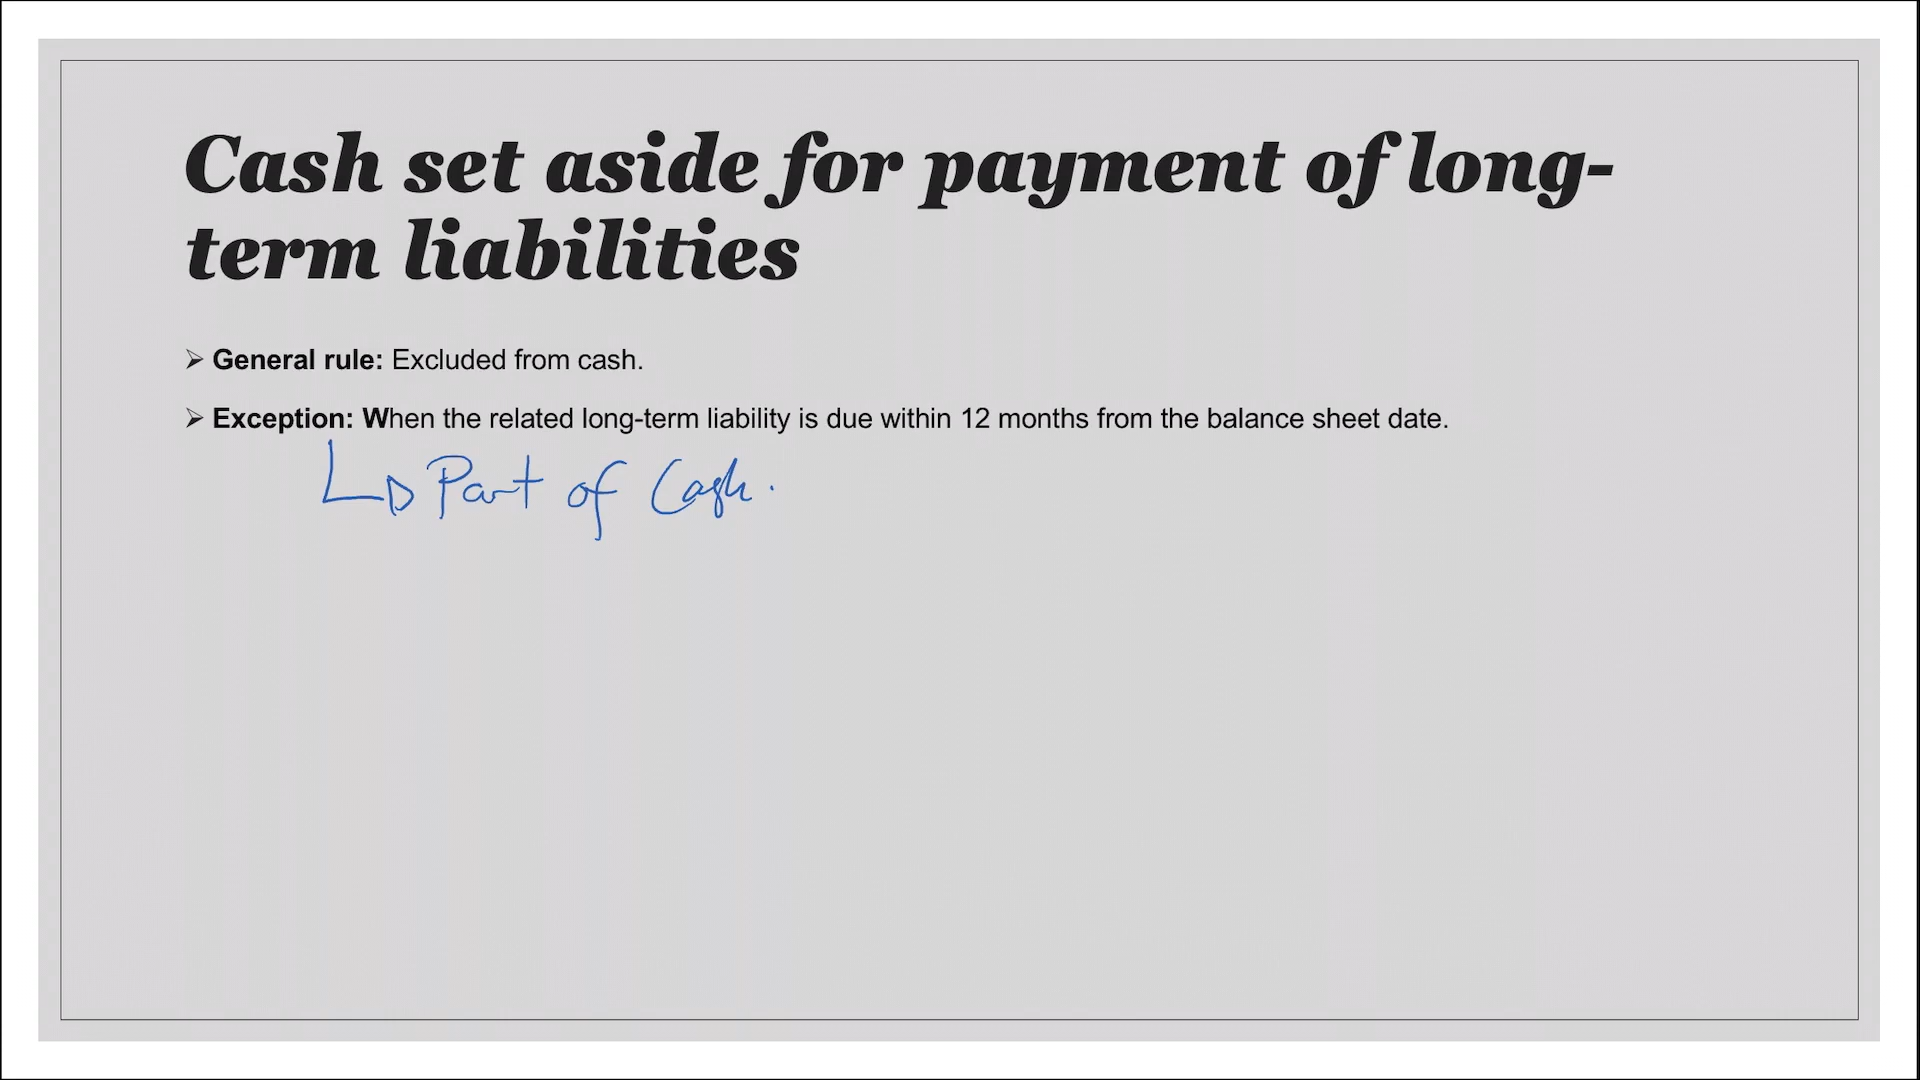 Cash set aside for payment of long-
term liabilities
➢ General rule: Excluded from cash.
➢ Exception: When the related long-term liability is due within 12 months from the balance sheet date.
Part of Cash.